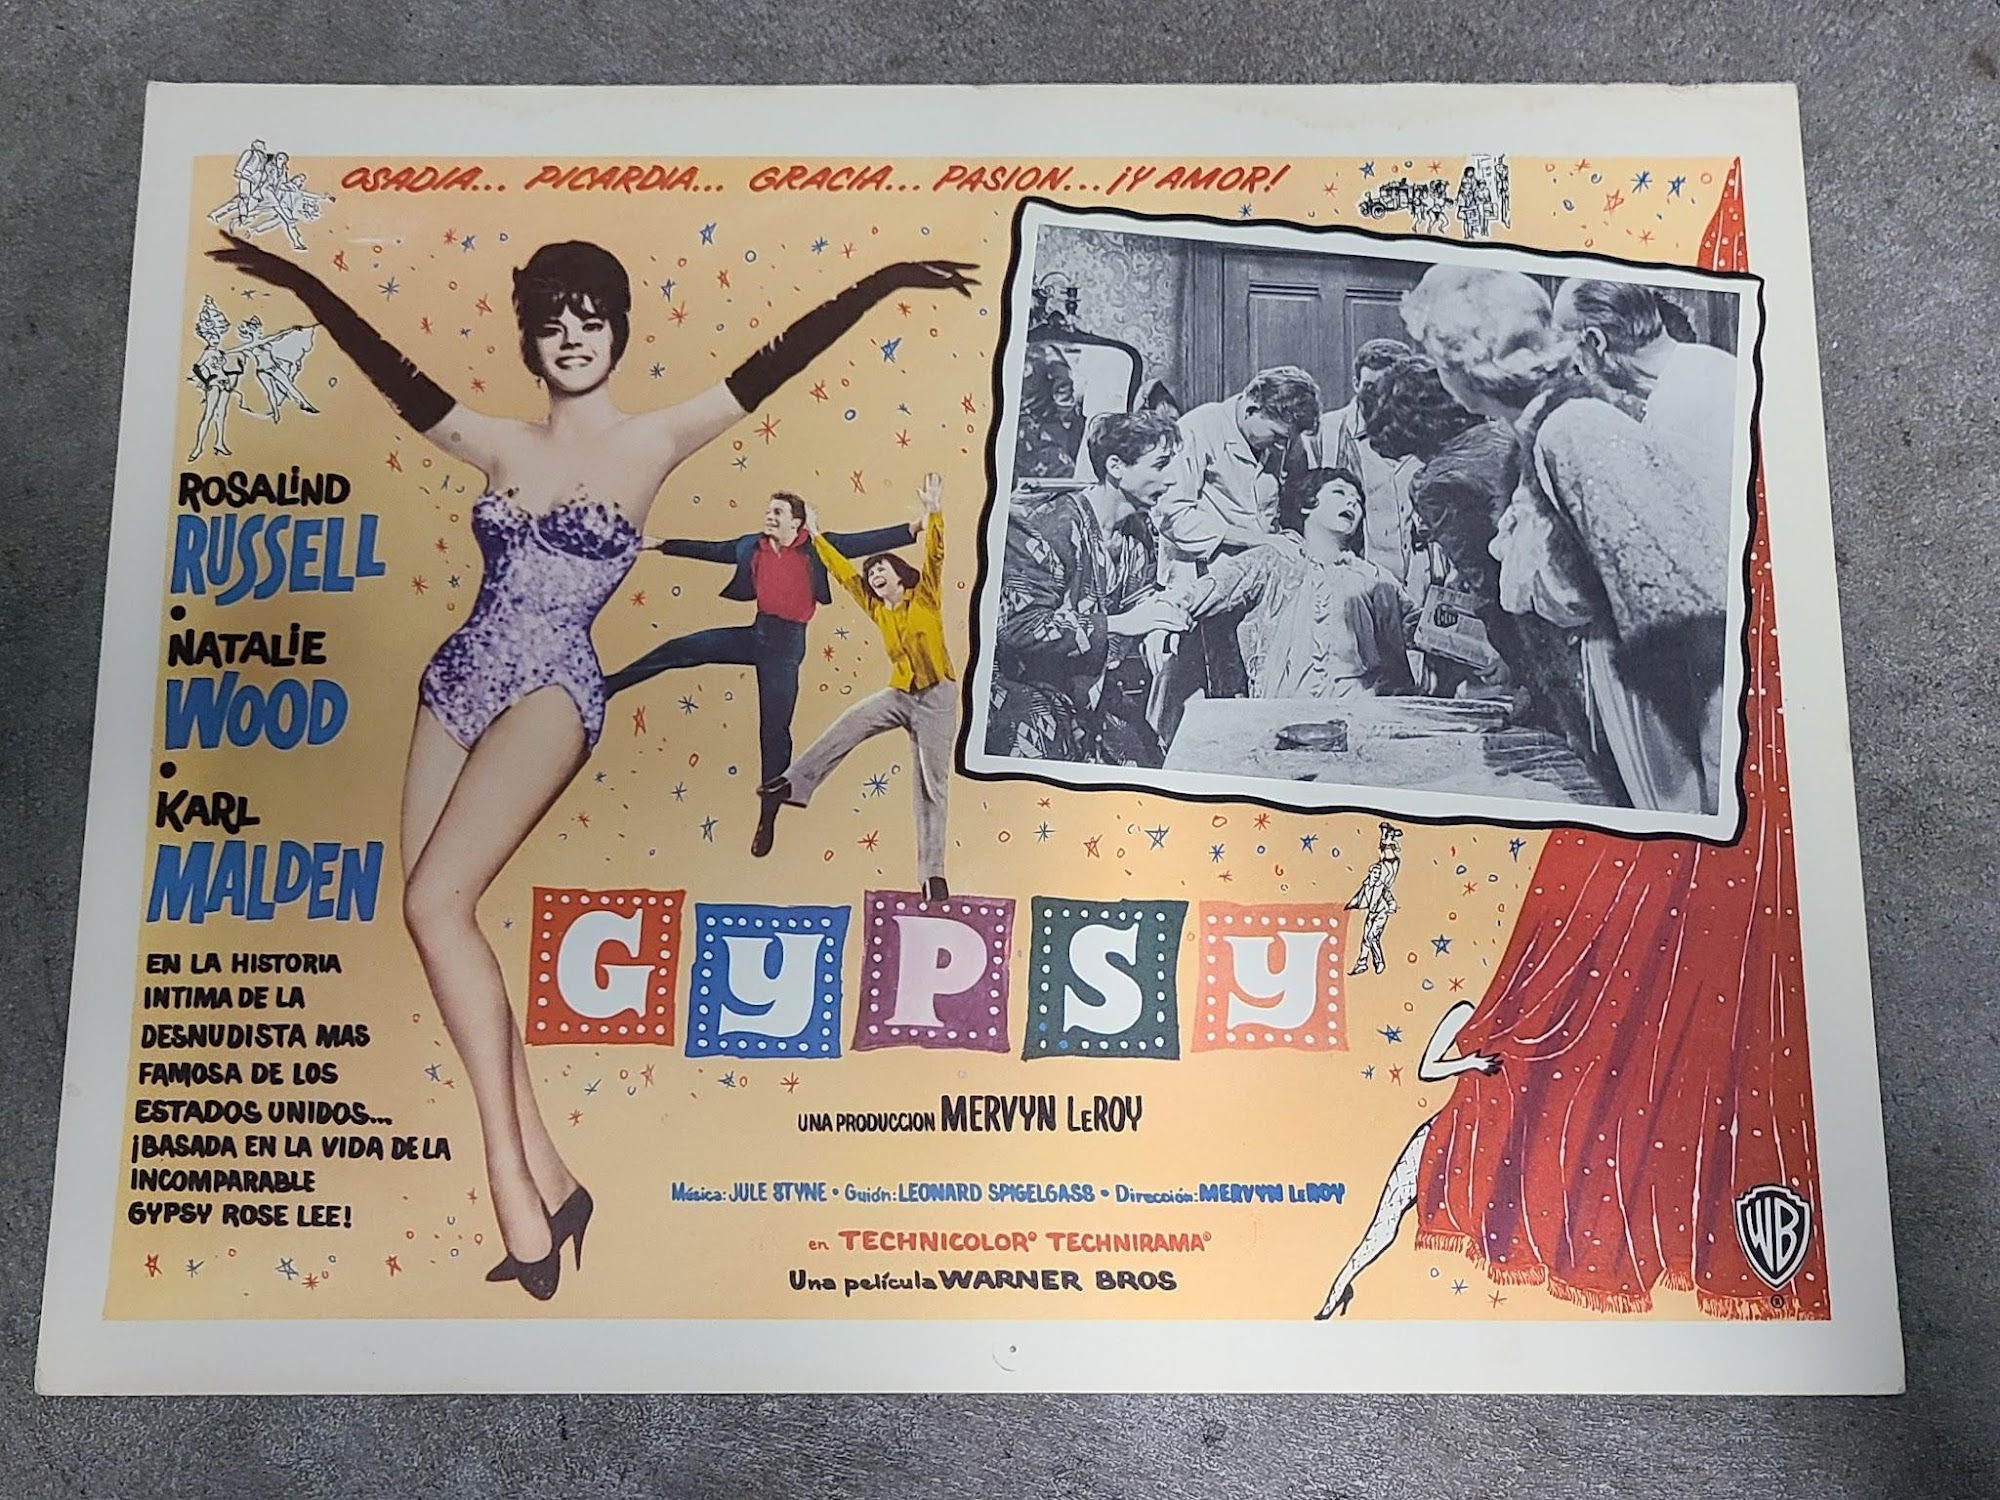 OSADIA... PICARDIA... GRACIA... PASION... ¡Y AMOR!
ROSALIND
RUSSELL
•
NATALIE
WOOD
•
KARL
MALDEN
EN LA HISTORIA
INTIMA DE LA
DESNUDISTA MAS
FAMOSA DE LOS
ESTADOS UNIDOS...
¡BASADA EN LA VIDA DE LA
INCOMPARABLE
GYPSY ROSE LEE!
GYPSY
UNA PRODUCCION MERVYN LEROY
Música: JULE STYNE • Guión: LEONARD SPIGELGASS • Dirección: MERVYN LEROY
en TECHNICOLOR® TECHNIRAMA®
Una película WARNER BROS
WB
®